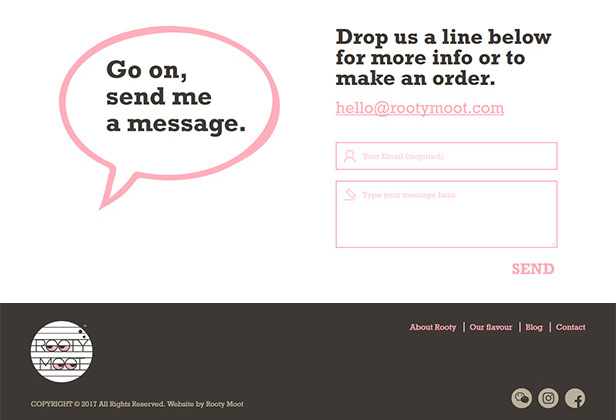 Go on,
send me
a message.
Drop us a line below
for more info or to
make an order.
hello@rootymoot.com
Your Email (required)
Type your message here
SEND
ROOTY
MOOT
About Rooty | Our flavour | Blog | Contact
COPYRIGHT © 2017 All Rights Reserved. Website by Rooty Moot